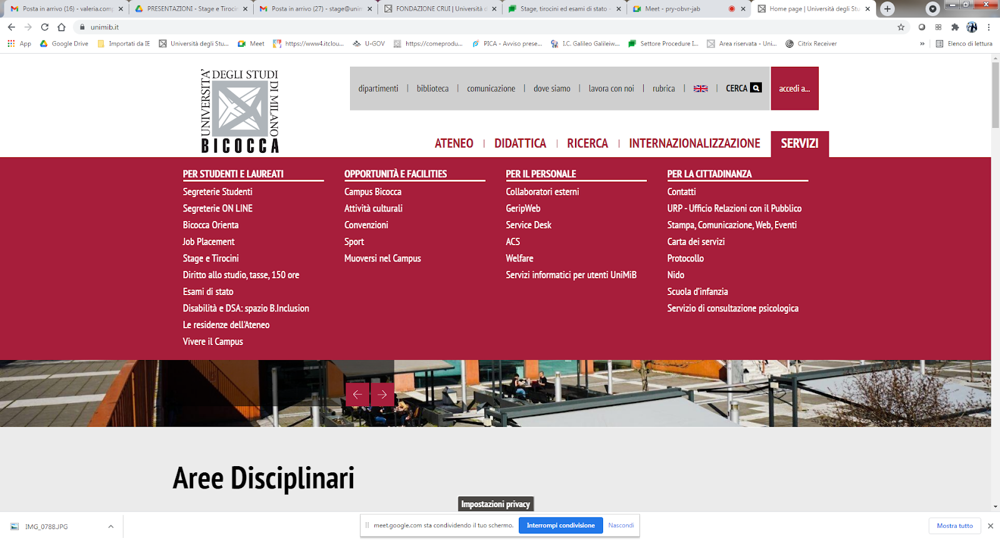 Posta in arrivo (16) - valeria.comp
PRESENTAZIONI - Stage e Tirocin
Posta in arrivo (27) - stage@unim
FONDAZIONE CRUI | Università d
Stage, tirocini ed esami di stato -
Meet - pry-obvr-jab
Home page | Università degli Stu
unimib.it
App
Google Drive
Importati da IE
Università degli Stu...
Meet
https://www4.itclou...
U-GOV
https://comeprodu...
PICA - Avviso prese...
I.C. Galileo Galileiw...
Settore Procedure I...
Area riservata - Uni...
Citrix Receiver
»
Elenco di lettura
UNIVERSITA'
DEGLI STUDI
DI MILANO
BICOCCA
dipartimenti | biblioteca | comunicazione | dove siamo | lavora con noi | rubrica | | CERCA
accedi a...
ATENEO | DIDATTICA | RICERCA | INTERNAZIONALIZZAZIONE
SERVIZI
PER STUDENTI E LAUREATI
Segreterie Studenti
Segreterie ON LINE
Bicocca Orienta
Job Placement
Stage e Tirocini
Diritto allo studio, tasse, 150 ore
Esami di stato
Disabilità e DSA: spazio B.Inclusion
Le residenze dell'Ateneo
Vivere il Campus
OPPORTUNITÀ E FACILITIES
Campus Bicocca
Attività culturali
Convenzioni
Sport
Muoversi nel Campus
PER IL PERSONALE
Collaboratori esterni
GeripWeb
Service Desk
ACS
Welfare
Servizi informatici per utenti UniMiB
PER LA CITTADINANZA
Contatti
URP - Ufficio Relazioni con il Pubblico
Stampa, Comunicazione, Web, Eventi
Carta dei servizi
Protocollo
Nido
Scuola d'infanzia
Servizio di consultazione psicologica
Aree Disciplinari
Impostazioni privacy
IMG_0788.JPG
meet.google.com sta condividendo il tuo schermo.
Interrompi condivisione
Nascondi
Mostra tutto